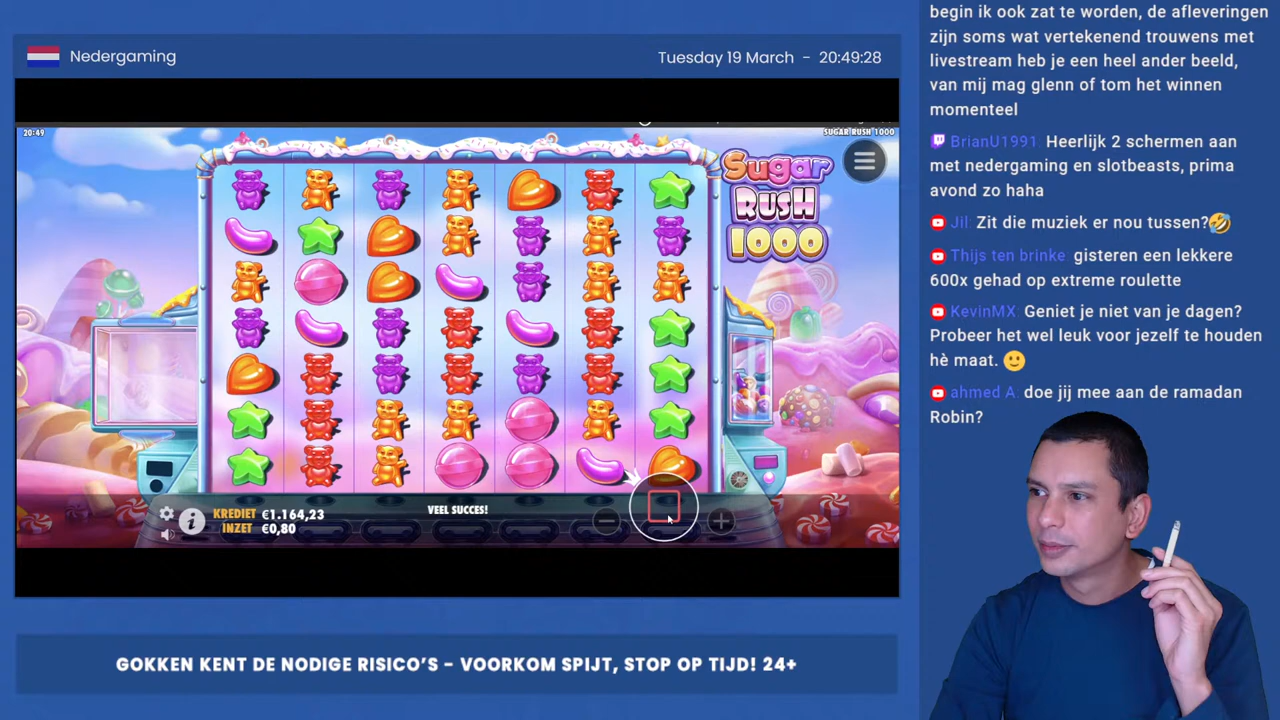 Nedergaming
Tuesday 19 March - 20:49:28
20:49
SUGAR RUSH 1000
Sugar
RUSH
1000
KREDIET €1.164,23
INZET €0,80
VEEL SUCCES!
GOKKEN KENT DE NODIGE RISICO'S - VOORKOM SPIJT, STOP OP TIJD! 24+
begin ik ook zat te worden, de afleveringen
zijn soms wat vertekenend trouwens met
livestream heb je een heel ander beeld,
van mij mag glenn of tom het winnen
momenteel
BrianU1991: Heerlijk 2 schermen aan
met nedergaming en slotbeasts, prima
avond zo haha
Jil: Zit die muziek er nou tussen?🤣
Thijs ten brinke: gisteren een lekkere
600x gehad op extreme roulette
KevinMX: Geniet je niet van je dagen?
Probeer het wel leuk voor jezelf te houden
hè maat. 🙂
ahmed A: doe jij mee aan de ramadan
Robin?